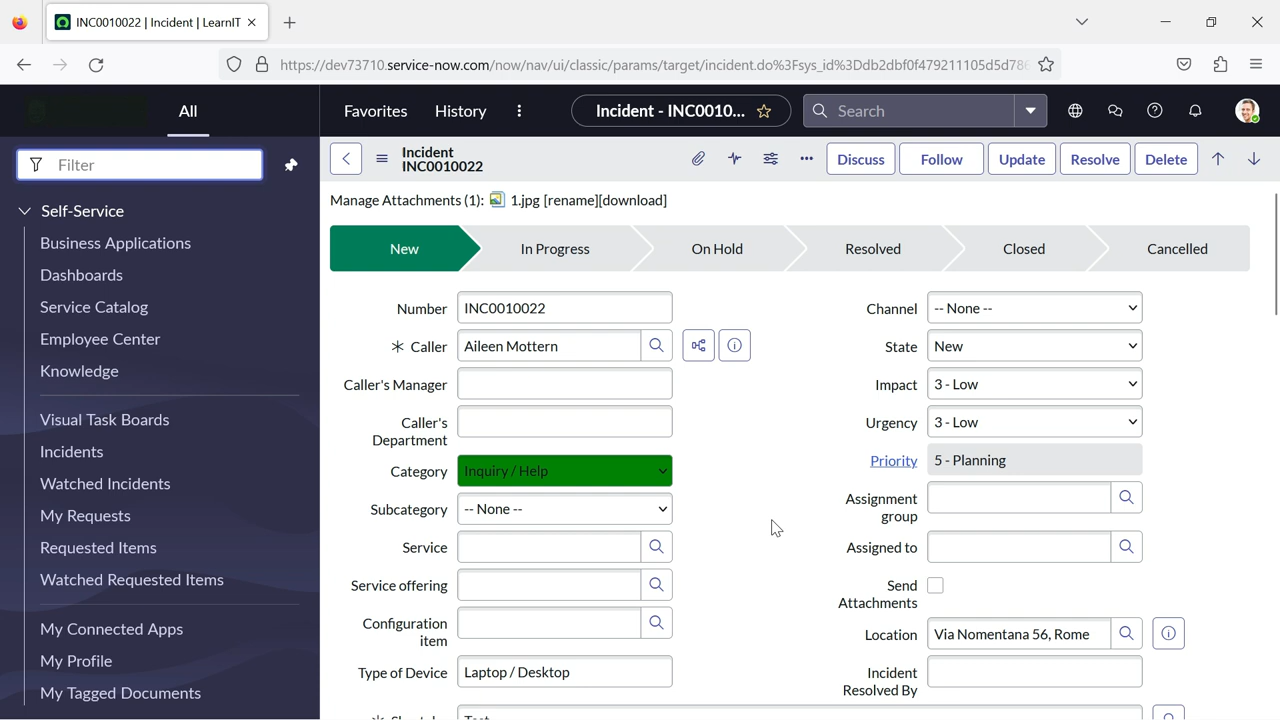 INC0010022 | Incident | LearnIT
https://dev73710.service-now.com/now/nav/ui/classic/params/target/incident.do%3Fsys_id%3Ddb2dbf0f479211105d5d78
All
Favorites
History
Incident - INC0010...
Search
Filter
Incident
INC0010022
Discuss
Follow
Update
Resolve
Delete
Manage Attachments (1): 1.jpg [rename][download]
New
In Progress
On Hold
Resolved
Closed
Cancelled
Self-Service
Business Applications
Dashboards
Service Catalog
Employee Center
Knowledge
Visual Task Boards
Incidents
Watched Incidents
My Requests
Requested Items
Watched Requested Items
My Connected Apps
My Profile
My Tagged Documents
Number INC0010022
Caller Aileen Mottern
Caller's Manager
Caller's
Department
Category Inquiry / Help
Subcategory -- None --
Service
Service offering
Configuration
item
Type of Device Laptop / Desktop
Channel -- None --
State New
Impact 3 - Low
Urgency 3 - Low
Priority 5 - Planning
Assignment
group
Assigned to
Send
Attachments
Location Via Nomentana 56, Rome
Incident
Resolved By